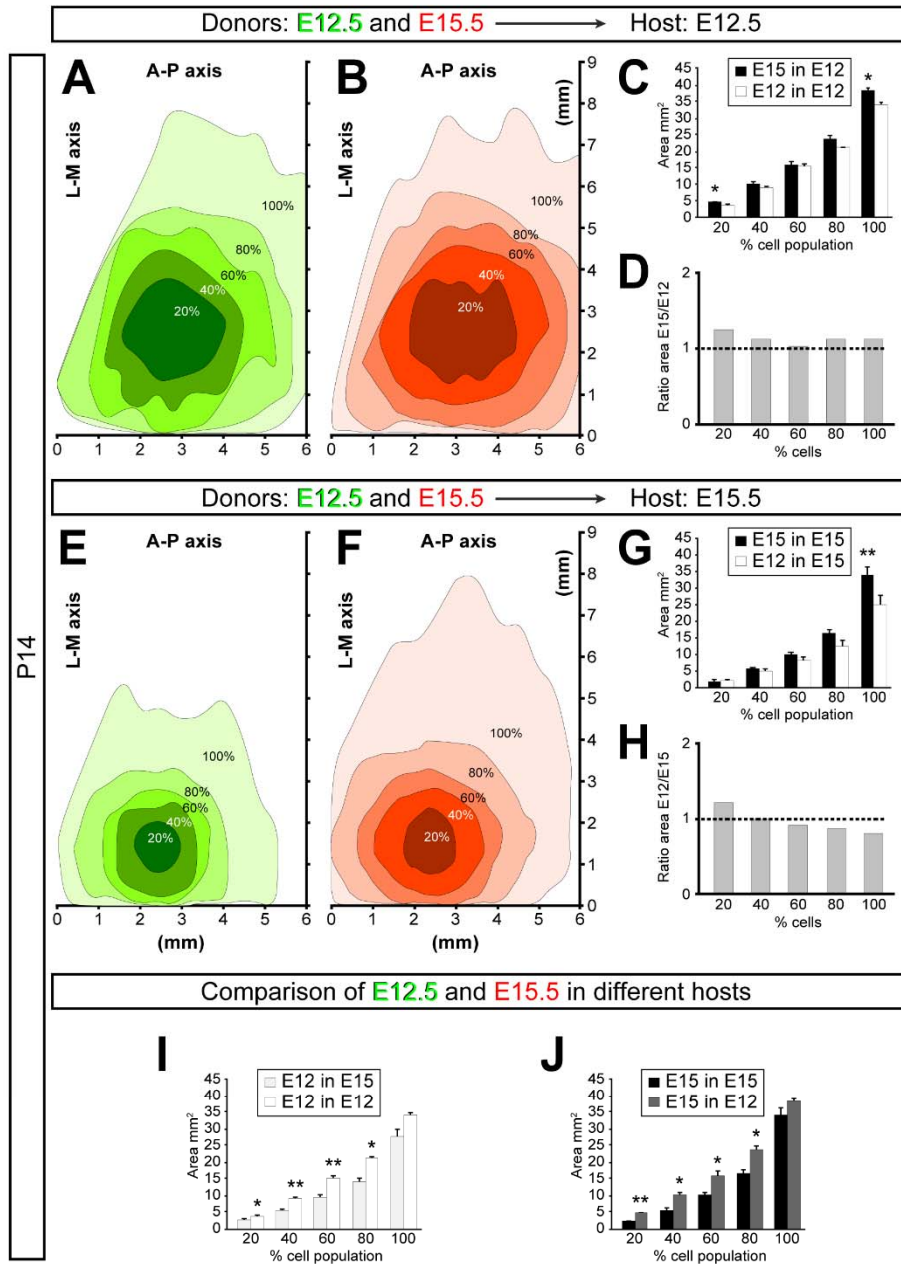 Donors: E12.5 and E15.5 Host: E12.5
P14
A
A-P axis
L-M axis
100%
80%
60%
40%
20%
0 1 2 3 4 5 6
B
A-P axis
L-M axis
(mm)
9
8
7
6
5
4
3
2
1
0
100%
80%
60%
40%
20%
0 1 2 3 4 5 6
C
E15 in E12
E12 in E12
Area mm²
45
35
25
20
15
10
5
0
*
*
20 40 60 80 100
% cell population
D
Ratio area E15/E12
2
1
0
20 40 60 80 100
% cells
Donors: E12.5 and E15.5 Host: E15.5
E
A-P axis
L-M axis
100%
80%
60%
40%
20%
0 1 2 3 4 5 6
(mm)
F
A-P axis
L-M axis
(mm)
9
8
7
6
5
4
3
2
1
0
100%
80%
60%
40%
20%
0 1 2 3 4 5 6
(mm)
G
E15 in E15
E12 in E15
Area mm²
45
35
25
20
15
10
5
0
**
20 40 60 80 100
% cell population
H
Ratio area E12/E15
2
1
0
20 40 60 80 100
% cells
Comparison of E12.5 and E15.5 in different hosts
I
E12 in E15
E12 in E12
Area mm²
45
35
25
20
15
10
5
0
* ** ** *
20 40 60 80 100
% cell population
J
E15 in E15
E15 in E12
Area mm²
45
35
25
20
15
10
5
0
** * * *
20 40 60 80 100
% cell population